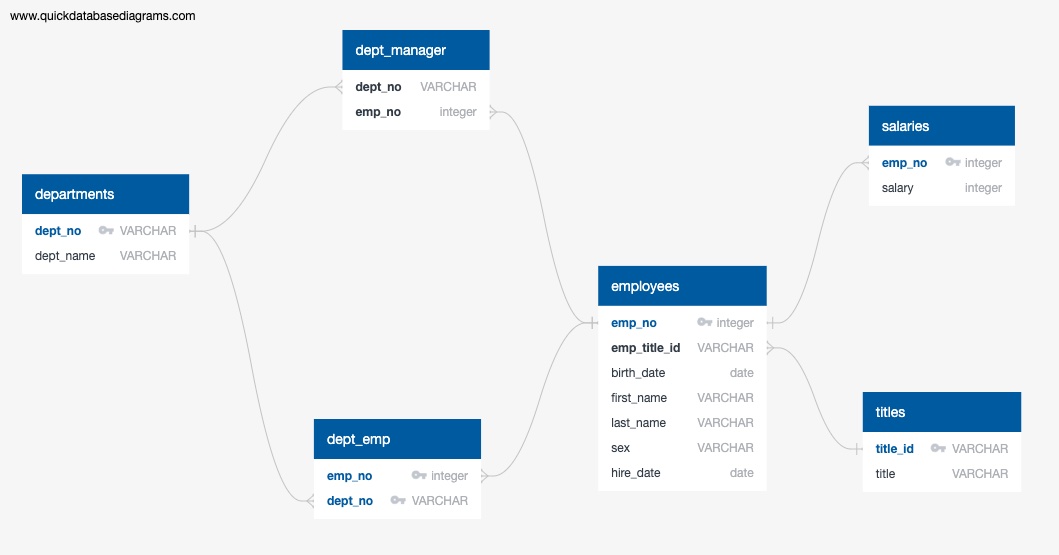 www.quickdatabasediagrams.com
dept_manager
dept_no VARCHAR
emp_no integer
salaries
emp_no integer
salary integer
departments
dept_no VARCHAR
dept_name VARCHAR
employees
emp_no integer
emp_title_id VARCHAR
birth_date date
first_name VARCHAR
last_name VARCHAR
sex VARCHAR
hire_date date
titles
title_id VARCHAR
title VARCHAR
dept_emp
emp_no integer
dept_no VARCHAR